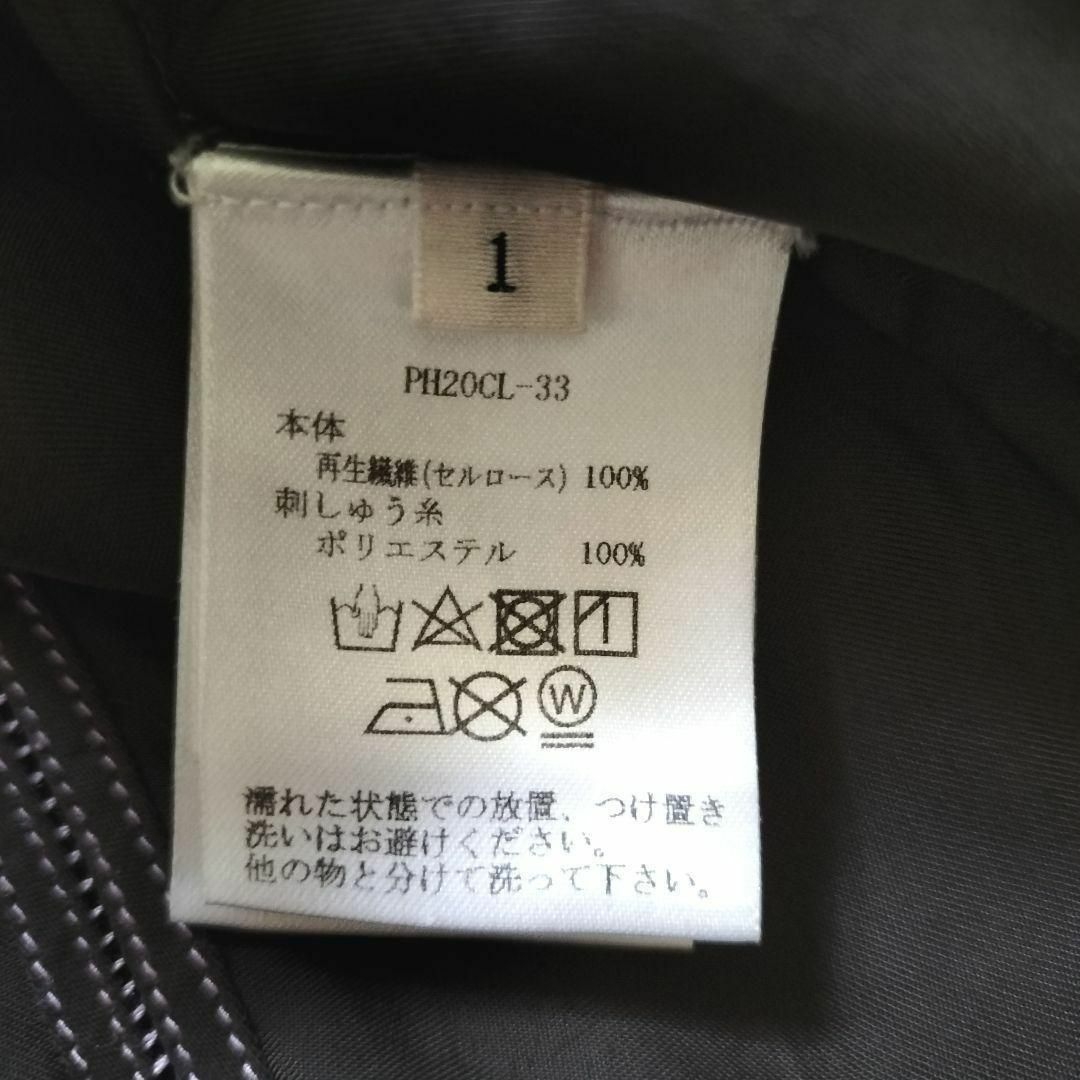 1
PH20CL-33
本体
再生繊維(セルロース) 100%
刺しゅう糸
ポリエステル 100%
W
濡れた状態での放置、つけ置き
洗いはお避けください。
他の物と分けて洗って下さい。